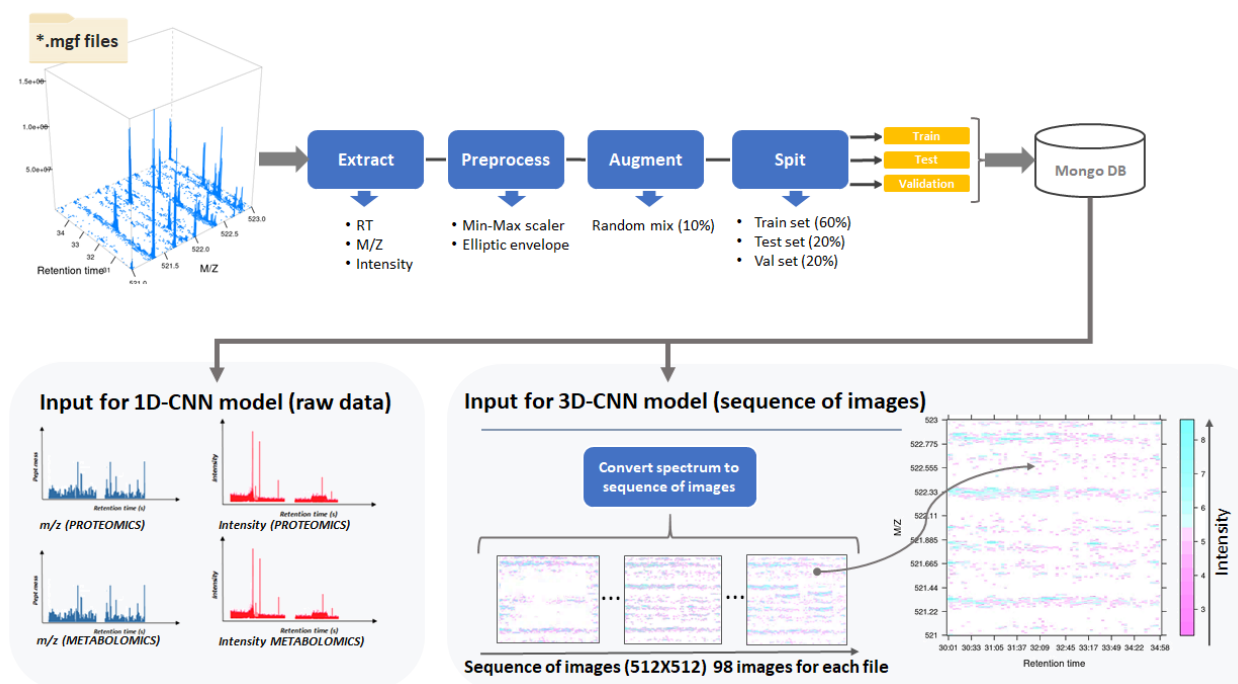 *.mgf files
1.5e+08
1.0e+08
5.0e+07
34
33
32
31
Retention time
521.0
521.5
522.0
522.5
523.0
M/Z
Extract
Preprocess
Augment
Spit
Train
Test
Validation
Mongo DB
• RT
• M/Z
• Intensity
• Min-Max scaler
• Elliptic envelope
Random mix (10%)
• Train set (60%)
• Test set (20%)
• Val set (20%)
Input for 1D-CNN model (raw data)
Pept.mass
Retention time (s)
m/z (PROTEOMICS)
Intensity
Retention time (s)
Intensity (PROTEOMICS)
Pept.mass
Retention time (s)
m/z (METABOLOMICS)
Intensity
Retention time (s)
Intensity METABOLOMICS)
Input for 3D-CNN model (sequence of images)
Convert spectrum to
sequence of images
...
...
Sequence of images (512X512) 98 images for each file
M/Z
523
522.775
522.555
522.33
522.11
521.885
521.665
521.44
521.22
521
30:01 30:33 31:05 31:37 32:09 32:45 33:17 33:49 34:22 34:58
Retention time
8
7
6
5
4
3
Intensity